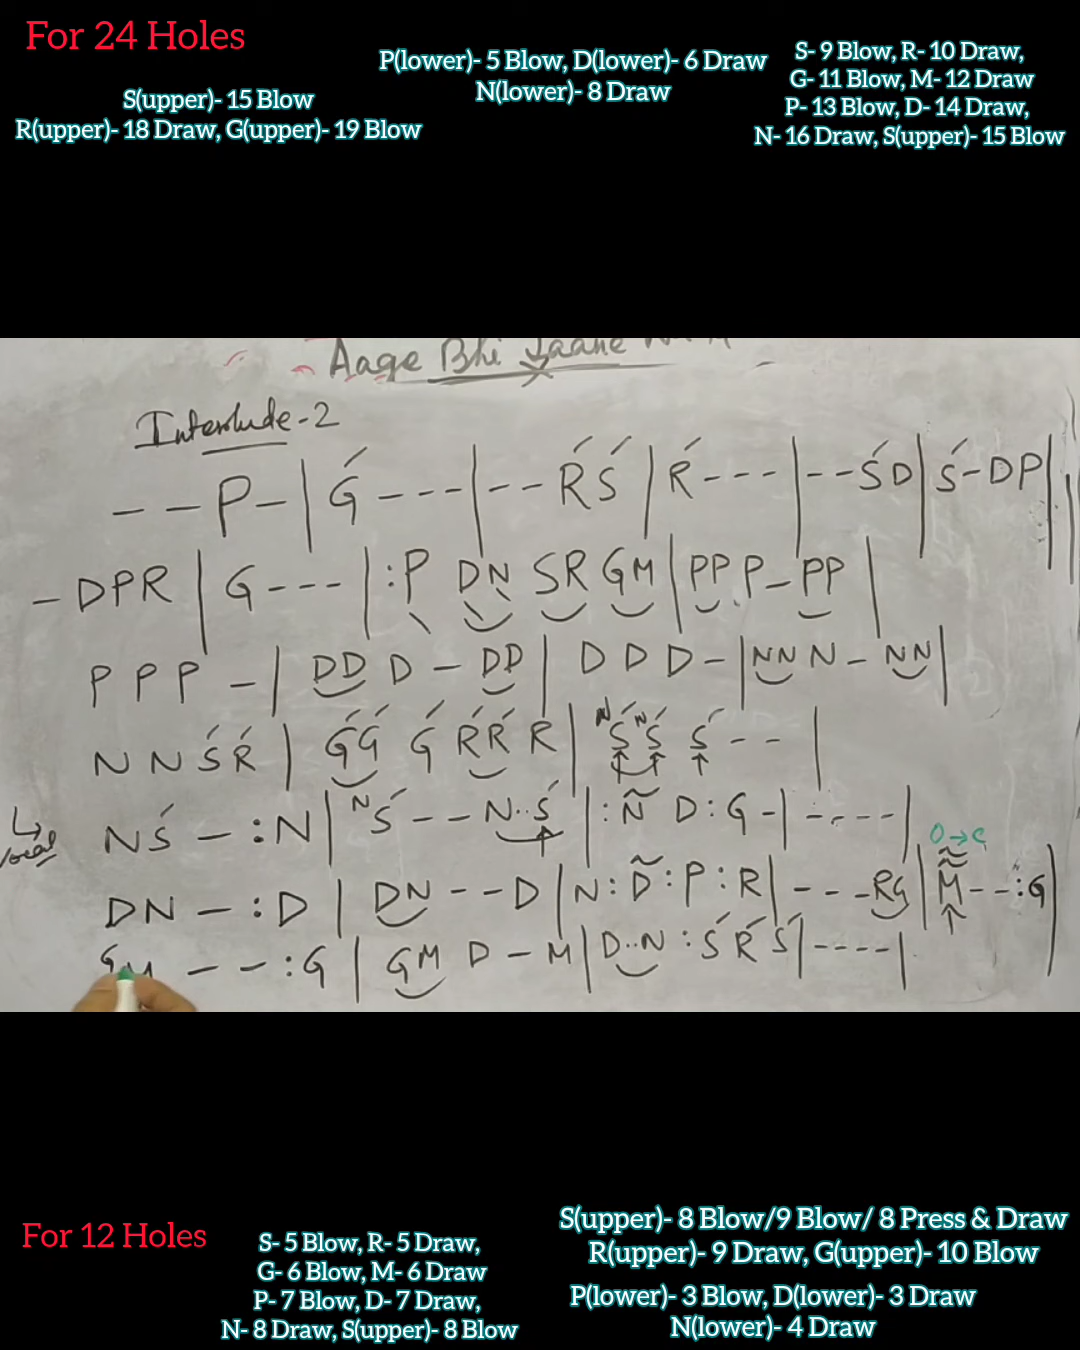 For 24 Holes
S(upper)- 15 Blow
R(upper)- 18 Draw, G(upper)- 19 Blow
P(lower)- 5 Blow, D(lower)- 6 Draw
N(lower)- 8 Draw
S- 9 Blow, R- 10 Draw,
G- 11 Blow, M- 12 Draw
P- 13 Blow, D- 14 Draw,
N- 16 Draw, S(upper)- 15 Blow
Aage Bhi Jaane
Interlude-2
- - P - | Ǵ - - - | - - Ŕ Ś | Ŕ - - - | - - Ś D | Ś - D P |
- D P R | G - - - | : P D N S R G M | P P P - P P |
P P P - | D D D - D D | D D D - | N N N - N N |
N N Ś Ŕ | Ǵ Ǵ Ǵ Ŕ Ŕ R | N Ś N Ś Ś - - |
N Ś - : N | N Ś - - N .. Ś | : Ñ D : G - | - - - - |
O → C
D N - : D | D N - - D | N : D̃ : P : R | - - - R G | M̃ - - : G |
G M - - : G | G M D - M | D .. N : Ś Ŕ Ś | - - - - |
For 12 Holes
S- 5 Blow, R- 5 Draw,
G- 6 Blow, M- 6 Draw
P- 7 Blow, D- 7 Draw,
N- 8 Draw, S(upper)- 8 Blow
S(upper)- 8 Blow/9 Blow/ 8 Press & Draw
R(upper)- 9 Draw, G(upper)- 10 Blow
P(lower)- 3 Blow, D(lower)- 3 Draw
N(lower)- 4 Draw